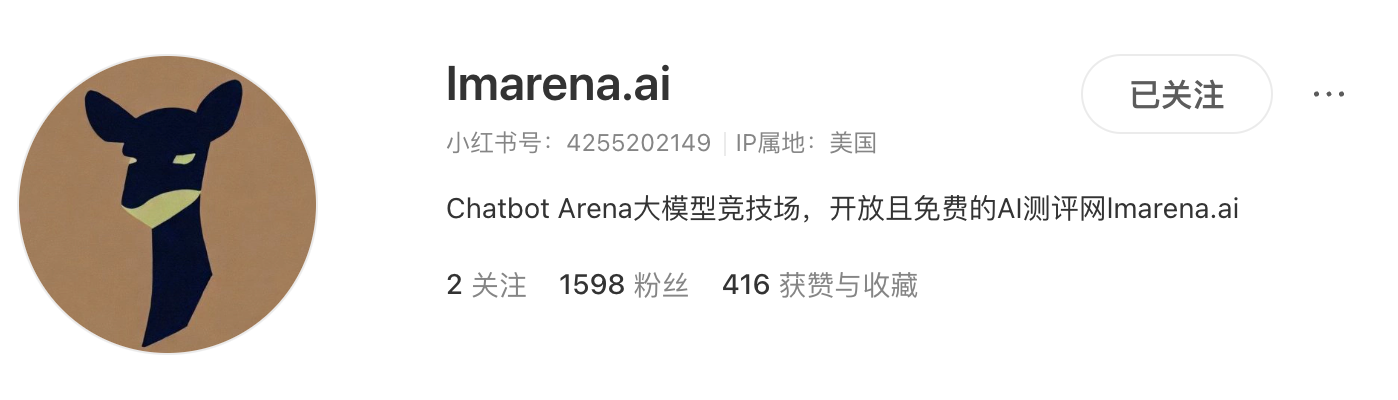 lmarena.ai
已关注
小红书号：4255202149 IP属地：美国
Chatbot Arena大模型竞技场，开放且免费的AI测评网lmarena.ai
2 关注 1598 粉丝 416 获赞与收藏